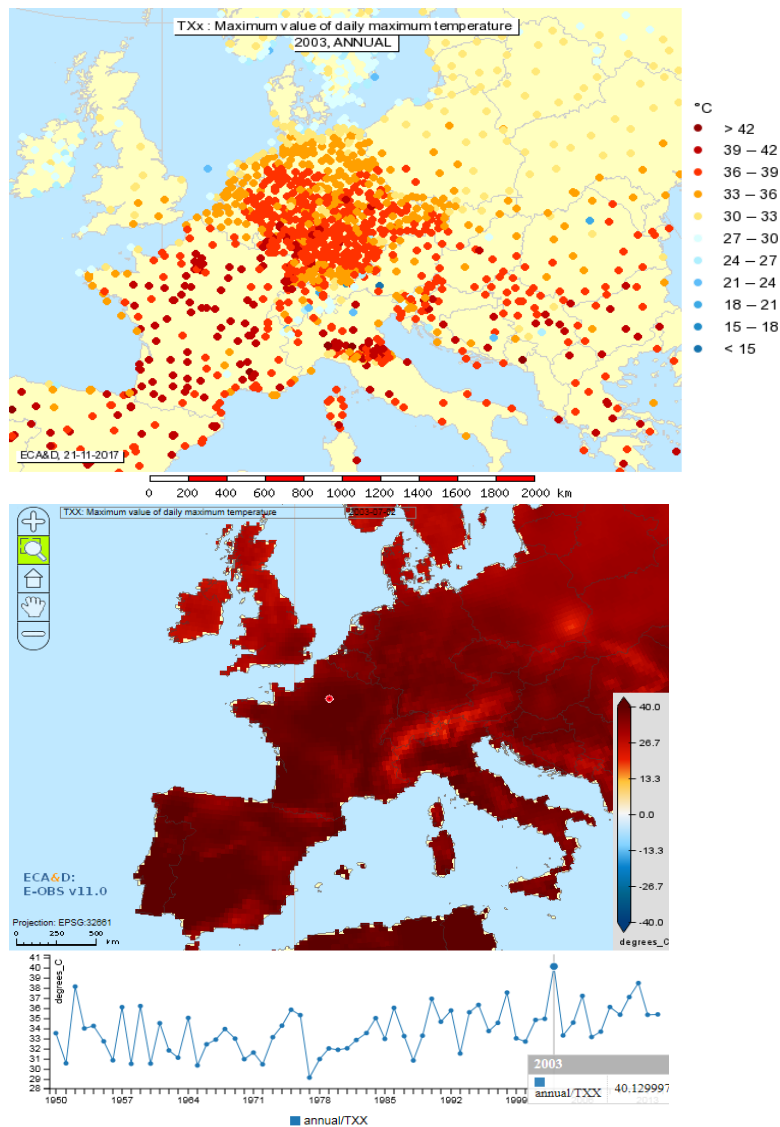 TXx : Maximum value of daily maximum temperature
2003, ANNUAL
°C
> 42
39 – 42
36 – 39
33 – 36
30 – 33
27 – 30
24 – 27
21 – 24
18 – 21
15 – 18
< 15
ECA&D, 21-11-2017
0 200 400 600 800 1000 1200 1400 1600 1800 2000 km
TXX: Maximum value of daily maximum temperature 2003-07-02
40.0
26.7
13.3
0.0
-13.3
-26.7
-40.0
degrees_C
ECA&D:
E-OBS v11.0
Projection: EPSG:32661
0 250 500
km
degrees_C
41
40
39
38
37
36
35
34
33
32
31
30
29
28
2003
annual/TXX 40.129997
1950 1957 1964 1971 1978 1985 1992 1999
annual/TXX